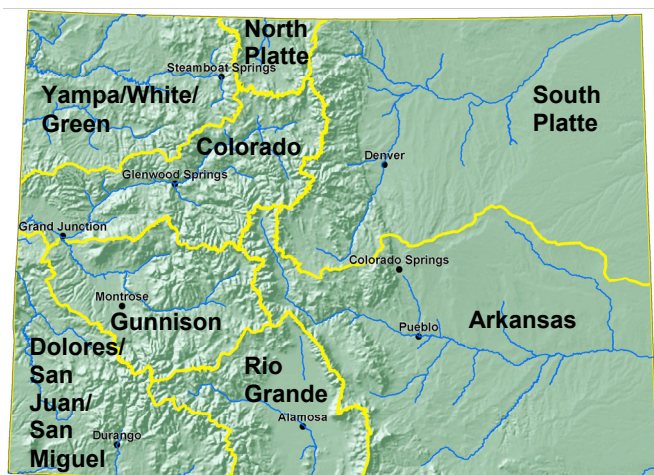 North
Platte
Steamboat Springs
Yampa/White/
Green
South
Platte
Colorado
Denver
Glenwood Springs
Grand Junction
Colorado Springs
Montrose
Gunnison
Arkansas
Pueblo
Dolores/
San
Juan/
San
Miguel
Rio
Grande
Alamosa
Durango